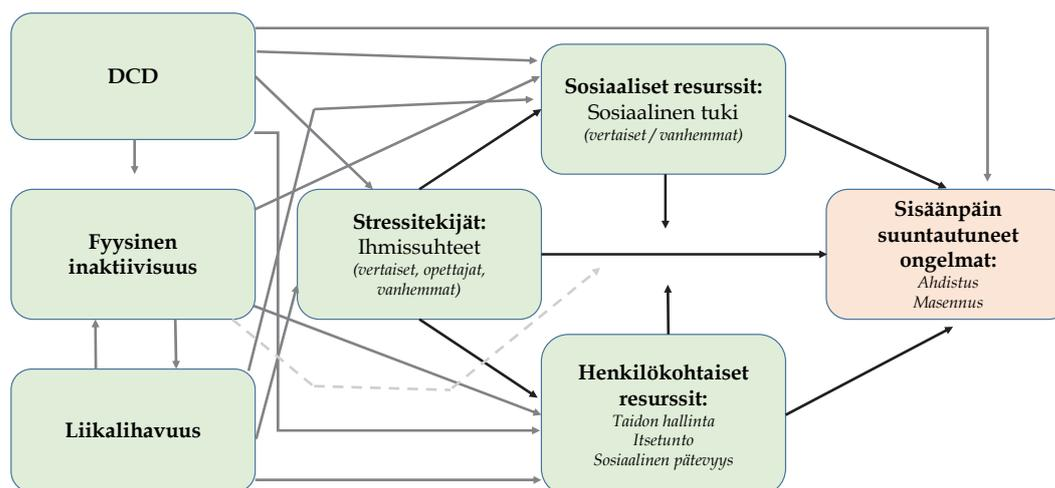 DCD
Sosiaaliset resurssit:
Sosiaalinen tuki
(vertaiset / vanhemmat)
Fyysinen
inaktiivisuus
Stressitekijät:
Ihmissuhteet
(vertaiset, opettajat,
vanhemmat)
Sisäänpäin
suuntautuneet
ongelmat:
Ahdistus
Masennus
Liikalihavuus
Henkilökohtaiset
resurssit:
Taidon hallinta
Itsetunto
Sosiaalinen pätevyys